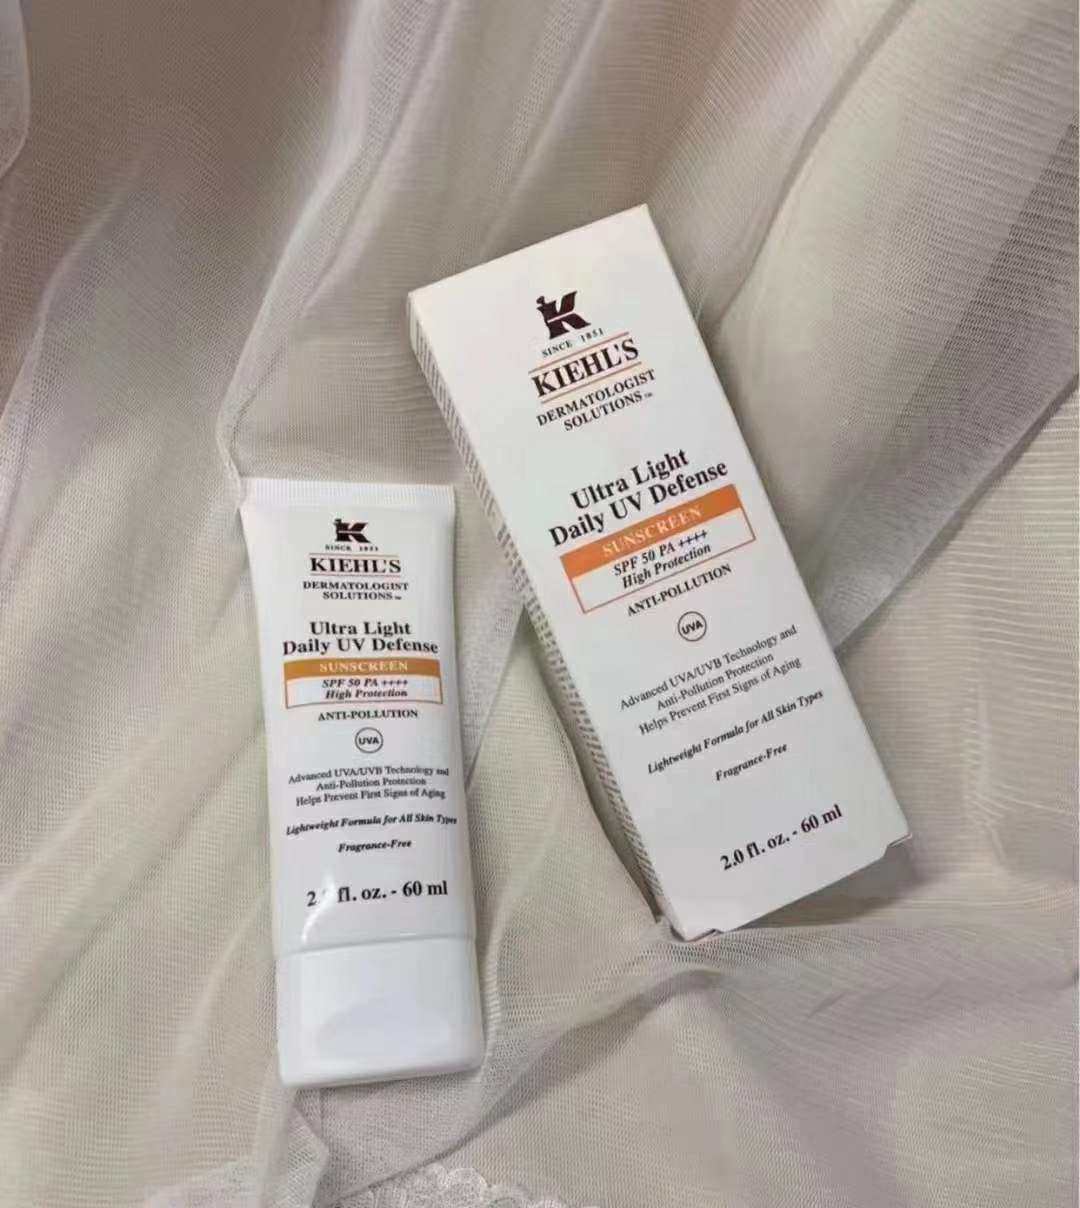 K
SINCE 1851
KIEHL'S
DERMATOLOGIST
SOLUTIONS™
Ultra Light
Daily UV Defense
SUNSCREEN
SPF 50 PA ++++
High Protection
ANTI-POLLUTION
UVA
Advanced UVA/UVB Technology and
Anti-Pollution Protection
Helps Prevent First Signs of Aging
Lightweight Formula for All Skin Types
Fragrance-Free
2.0 fl. oz. - 60 ml
K
SINCE 1851
KIEHL'S
DERMATOLOGIST
SOLUTIONS™
Ultra Light
Daily UV Defense
SUNSCREEN
SPF 50 PA ++++
High Protection
ANTI-POLLUTION
UVA
Advanced UVA/UVB Technology and
Anti-Pollution Protection
Helps Prevent First Signs of Aging
Lightweight Formula for All Skin Types
Fragrance-Free
fl. oz. - 60 ml